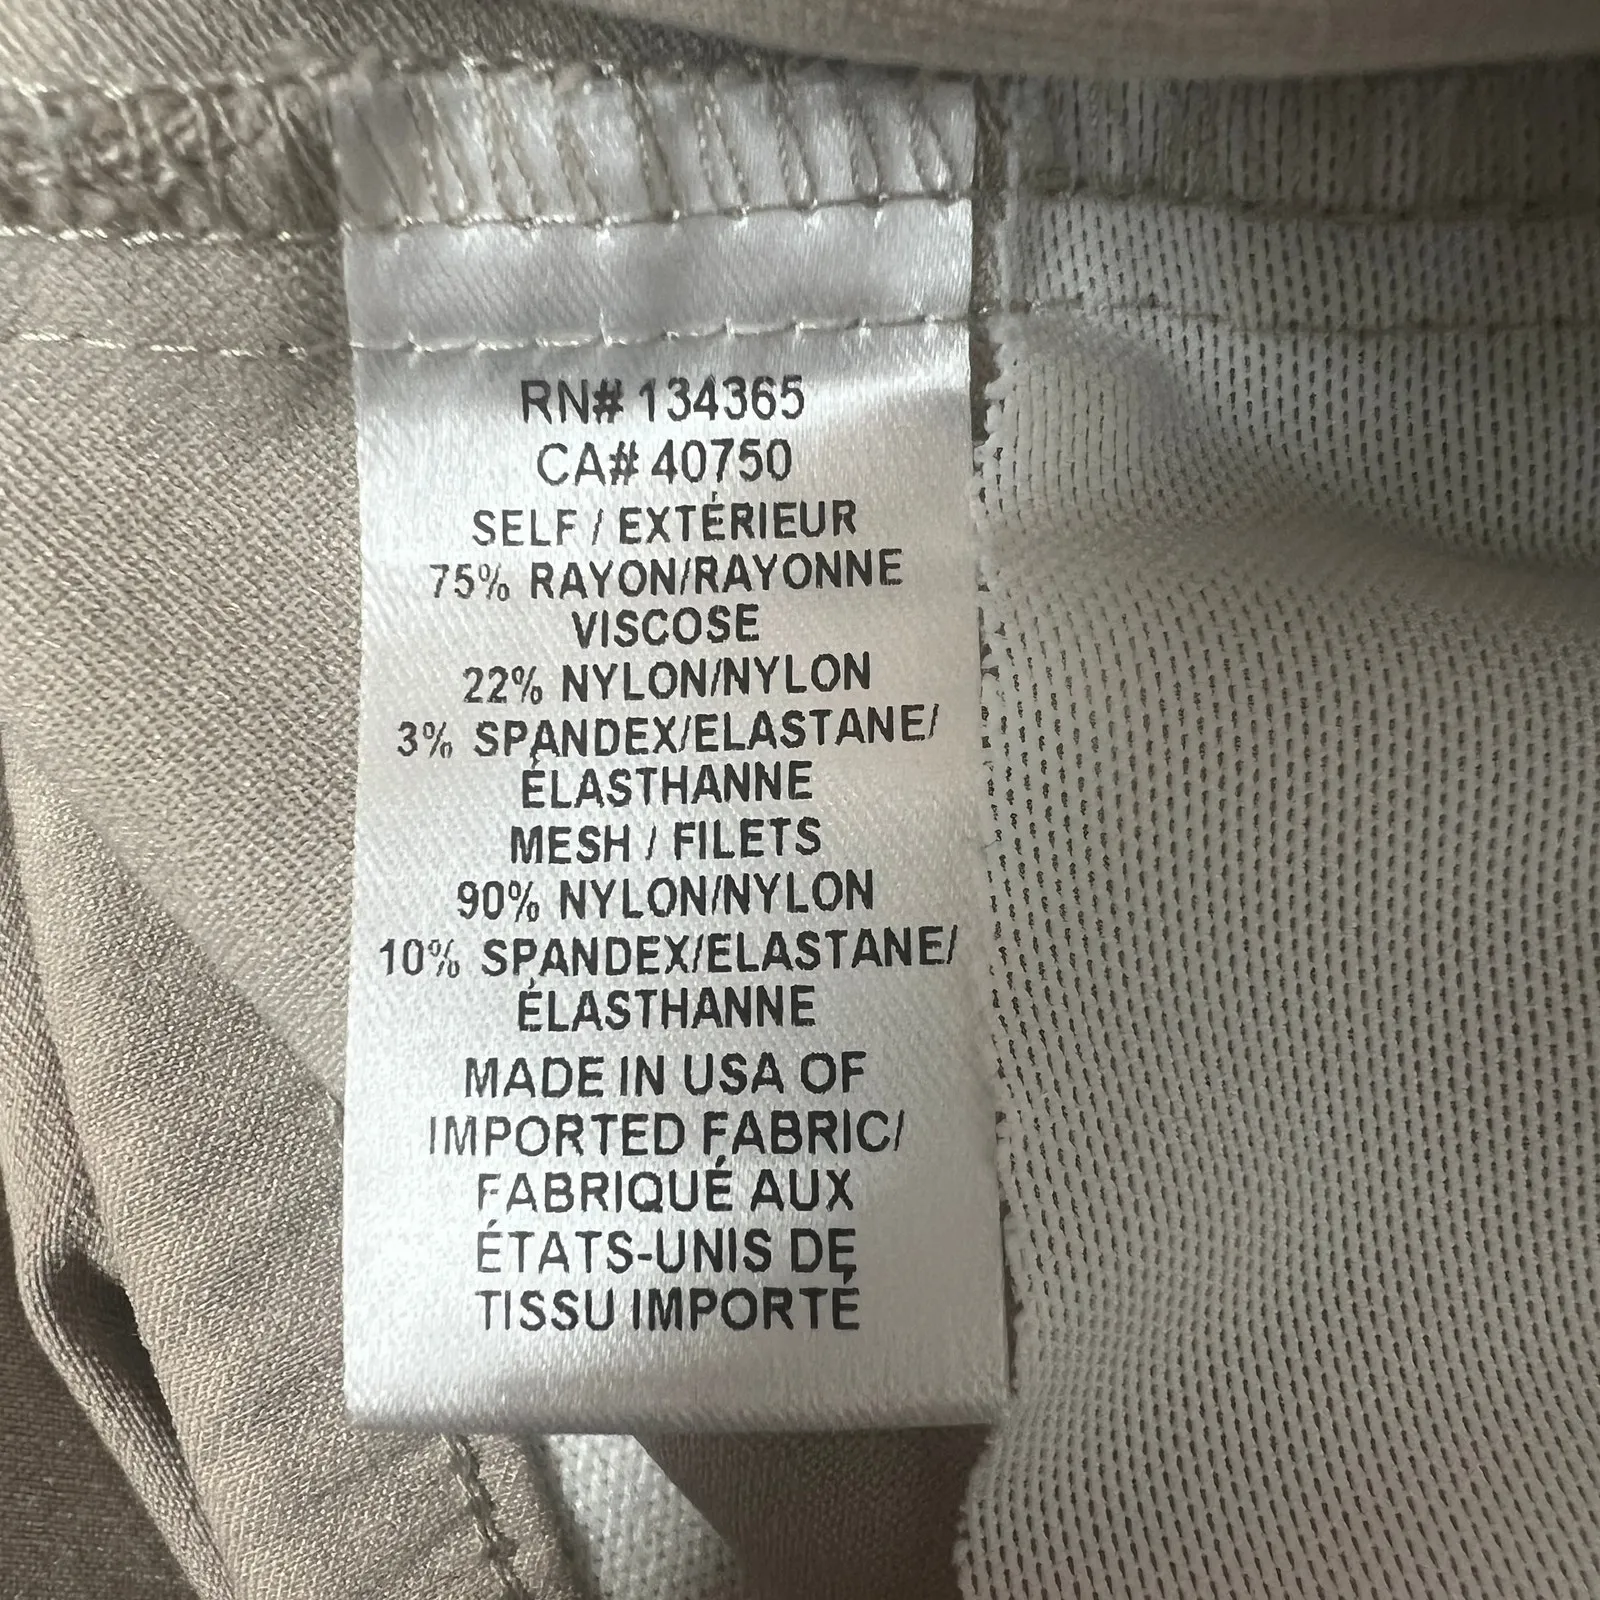 RN# 134365
CA# 40750
SELF / EXTÉRIEUR
75% RAYON/RAYONNE
VISCOSE
22% NYLON/NYLON
3% SPANDEX/ELASTANE/
ÉLASTHANNE
MESH / FILETS
90% NYLON/NYLON
10% SPANDEX/ELASTANE/
ÉLASTHANNE
MADE IN USA OF
IMPORTED FABRIC/
FABRIQUÉ AUX
ÉTATS-UNIS DE
TISSU IMPORTÉ